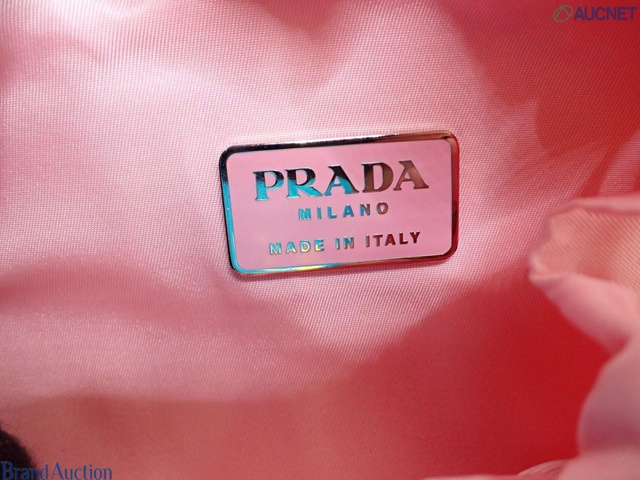 AUCNET
PRADA
MILANO
MADE IN ITALY
BrandAuction